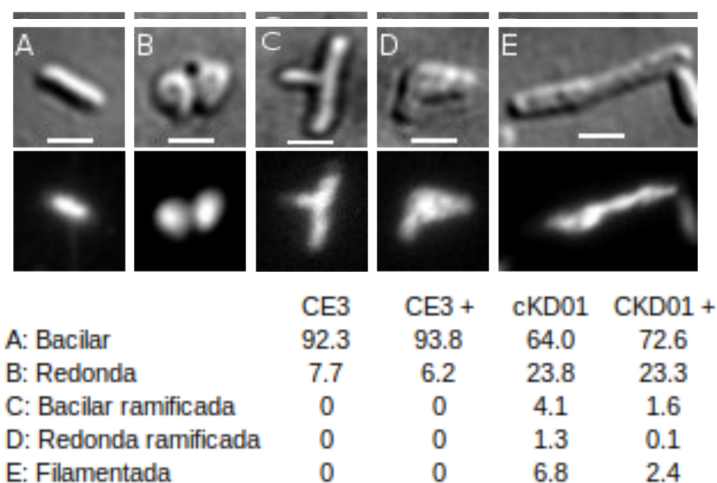 A B C D E
CE3 CE3 + cKD01 CKD01 +
A: Bacilar 92.3 93.8 64.0 72.6
B: Redonda 7.7 6.2 23.8 23.3
C: Bacilar ramificada 0 0 4.1 1.6
D: Redonda ramificada 0 0 1.3 0.1
E: Filamentada 0 0 6.8 2.4